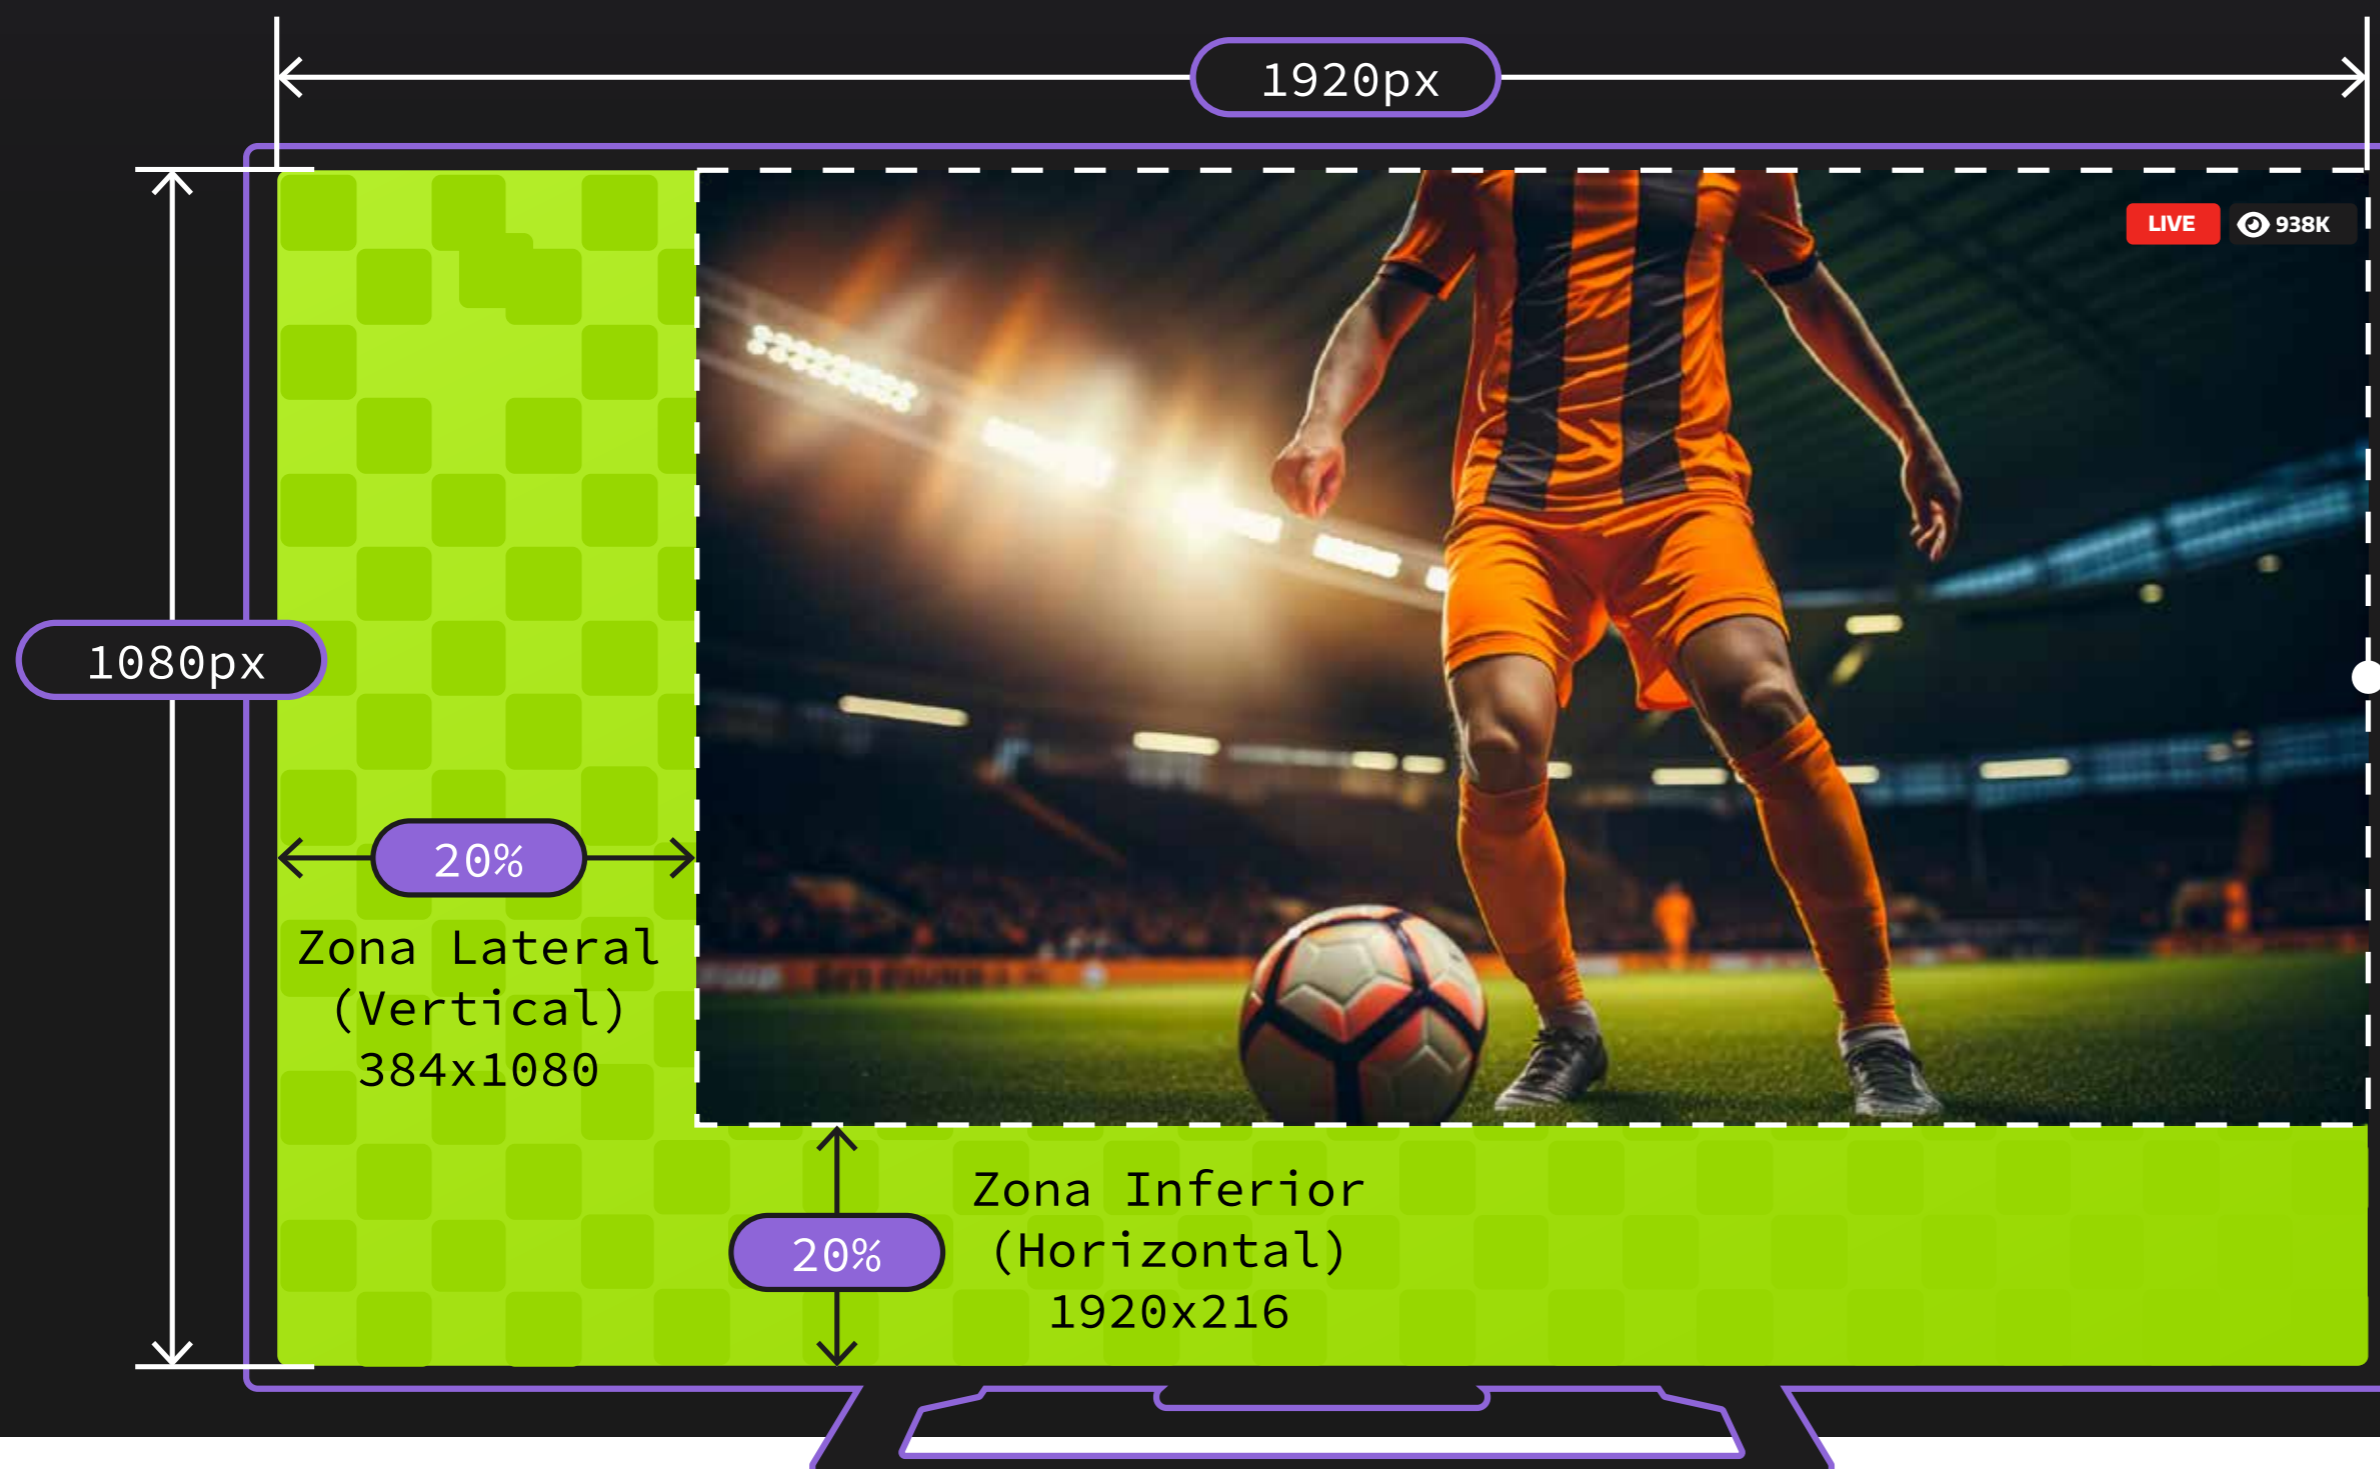 1920px
LIVE 938K
1080px
20%
Zona Lateral
(Vertical)
384x1080
Zona Inferior
(Horizontal)
1920x216
20%